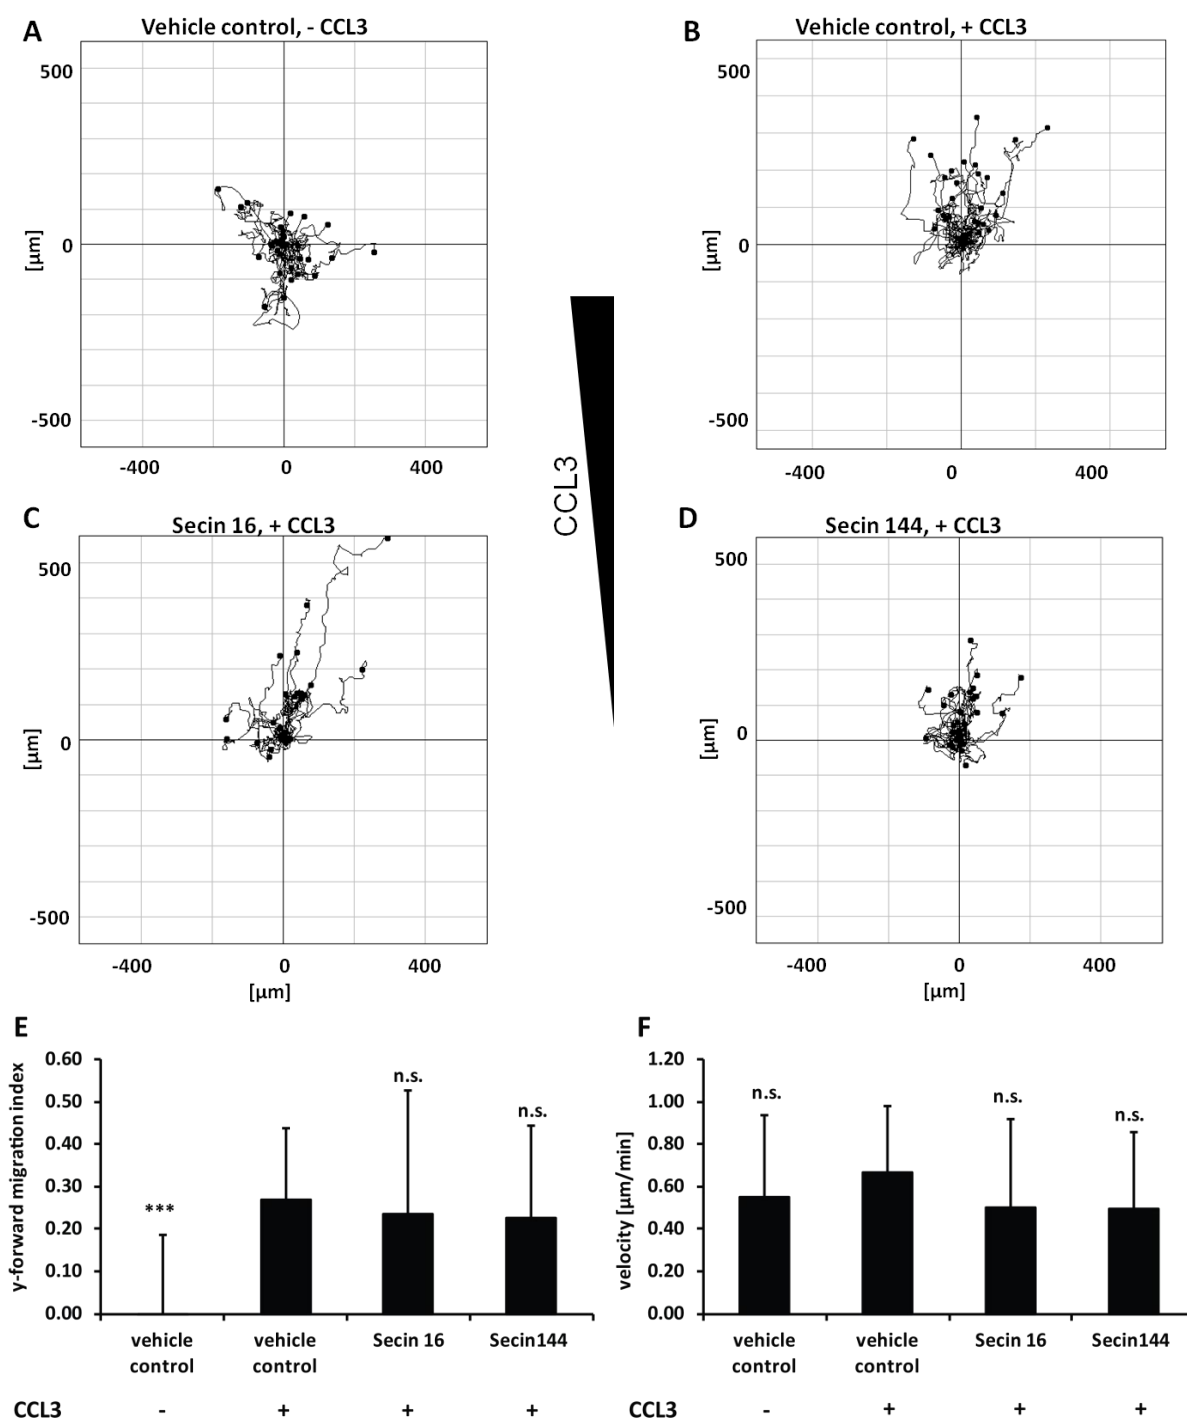 A
Vehicle control, - CCL3
500
0
-500
[µm]
-400 0 400
B
Vehicle control, + CCL3
500
0
-500
[µm]
-400 0 400
CCL3
C
Secin 16, + CCL3
500
0
-500
[µm]
-400 0 400
[µm]
D
Secin 144, + CCL3
500
0
-500
[µm]
-400 0 400
[µm]
E
y-forward migration index
0.60
0.50
0.40
0.30
0.20
0.10
0.00
***
n.s.
n.s.
vehicle control
vehicle control
Secin 16
Secin144
CCL3 - + + +
F
velocity [µm/min]
1.20
1.00
0.80
0.60
0.40
0.20
0.00
n.s.
n.s.
n.s.
vehicle control
vehicle control
Secin 16
Secin144
CCL3 - + + +